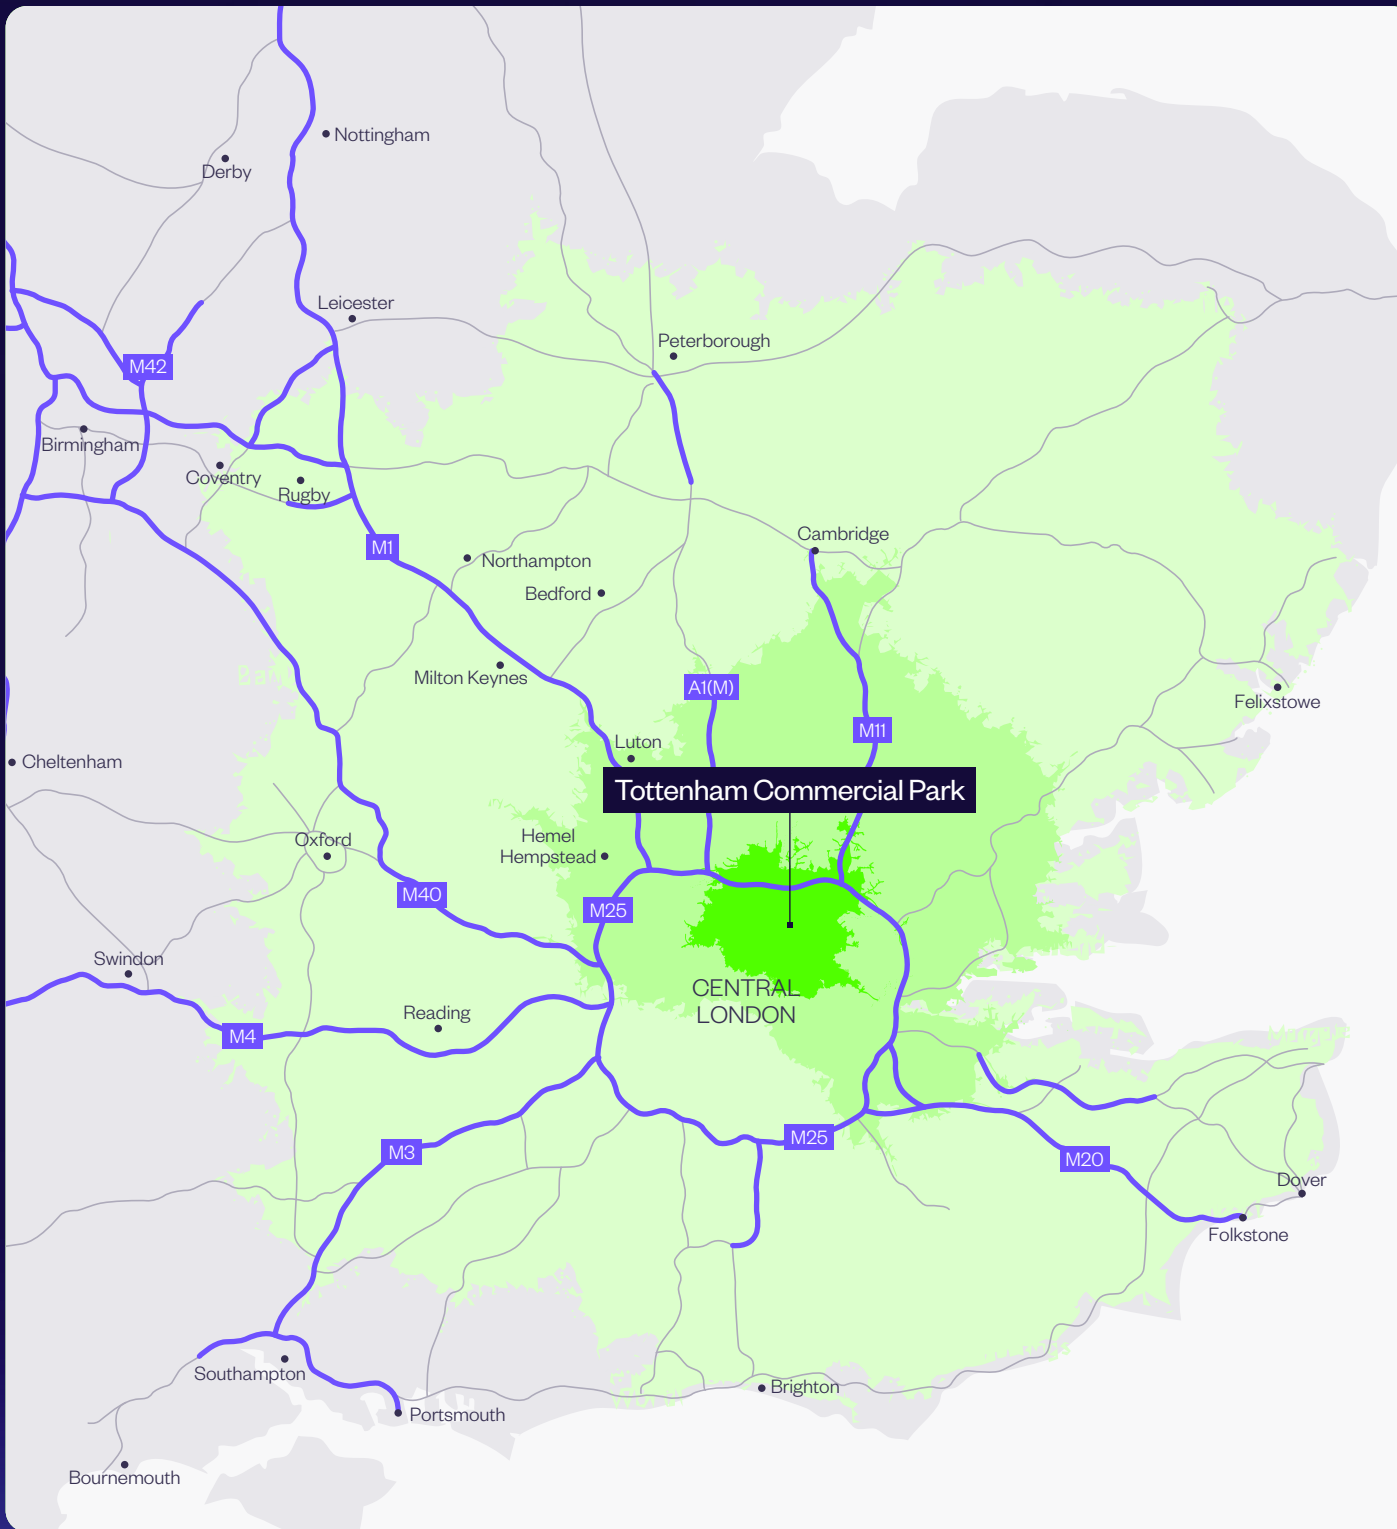 Nottingham
Derby
Leicester
Peterborough
M42
Birmingham
Coventry
Rugby
M1
Cambridge
Northampton
Bedford
Milton Keynes
A1(M)
Felixstowe
M11
Luton
Cheltenham
Tottenham Commercial Park
Hemel
Hempstead
Oxford
M40
M25
Swindon
CENTRAL
LONDON
Reading
M4
M25
M3
M20
Dover
Folkstone
Southampton
Brighton
Portsmouth
Bournemouth